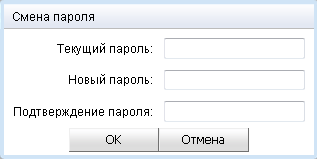 Смена пароля
Текущий пароль:
Новый пароль:
Подтверждение пароля:
OK Отмена